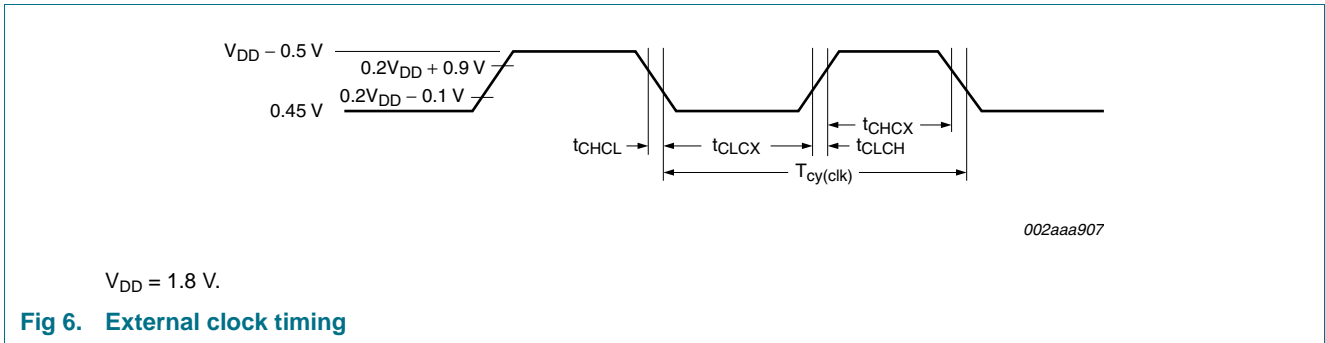 V_DD − 0.5 V
0.2V_DD + 0.9 V
0.2V_DD − 0.1 V
0.45 V
t_CHCX
t_CHCL
t_CLCX
t_CLCH
T_cy(clk)
002aaa907
V_DD = 1.8 V.
Fig 6. External clock timing